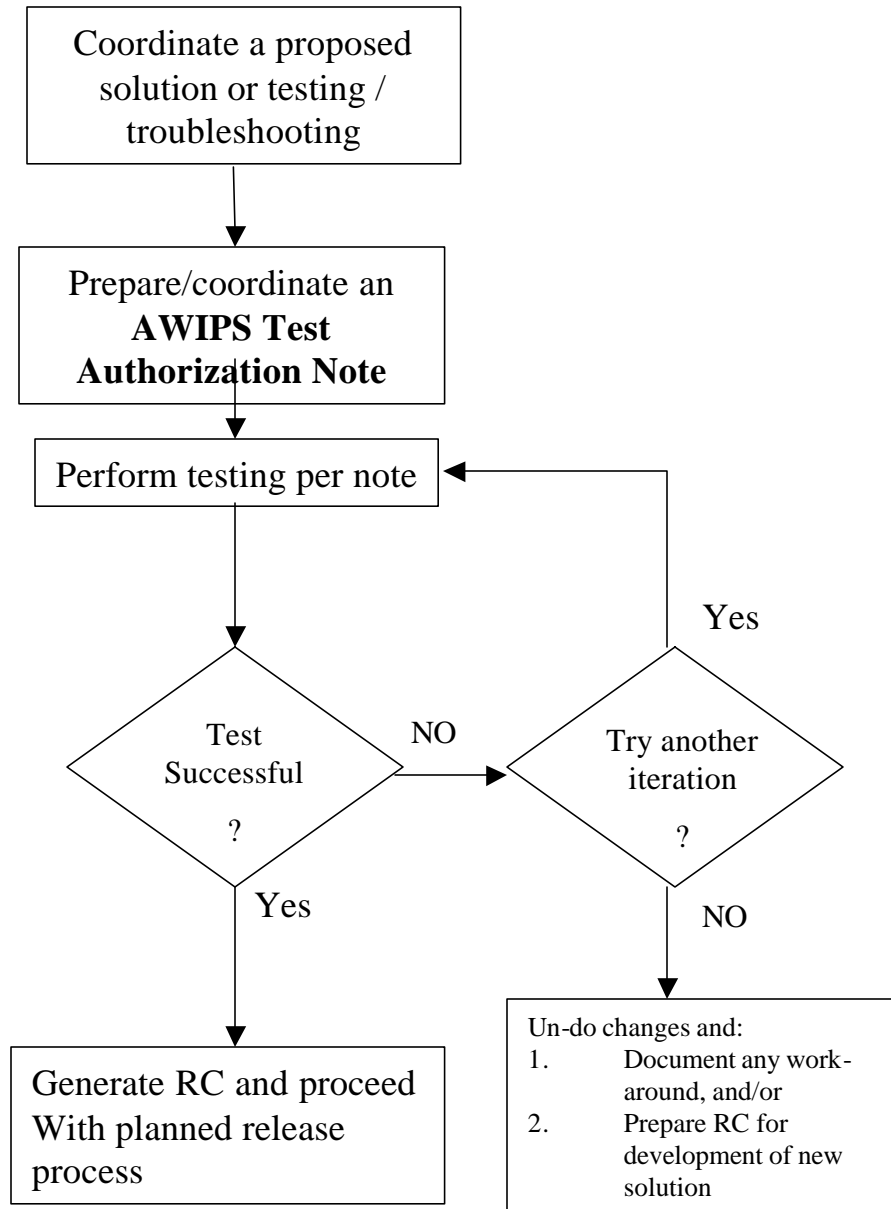 Coordinate a proposed
solution or testing /
troubleshooting
Prepare/coordinate an
AWIPS Test
Authorization Note
Perform testing per note
Yes
Test
Successful
?
NO
Try another
iteration
?
Yes
NO
Generate RC and proceed
With planned release
process
Un-do changes and:
1. Document any work-
around, and/or
2. Prepare RC for
development of new
solution